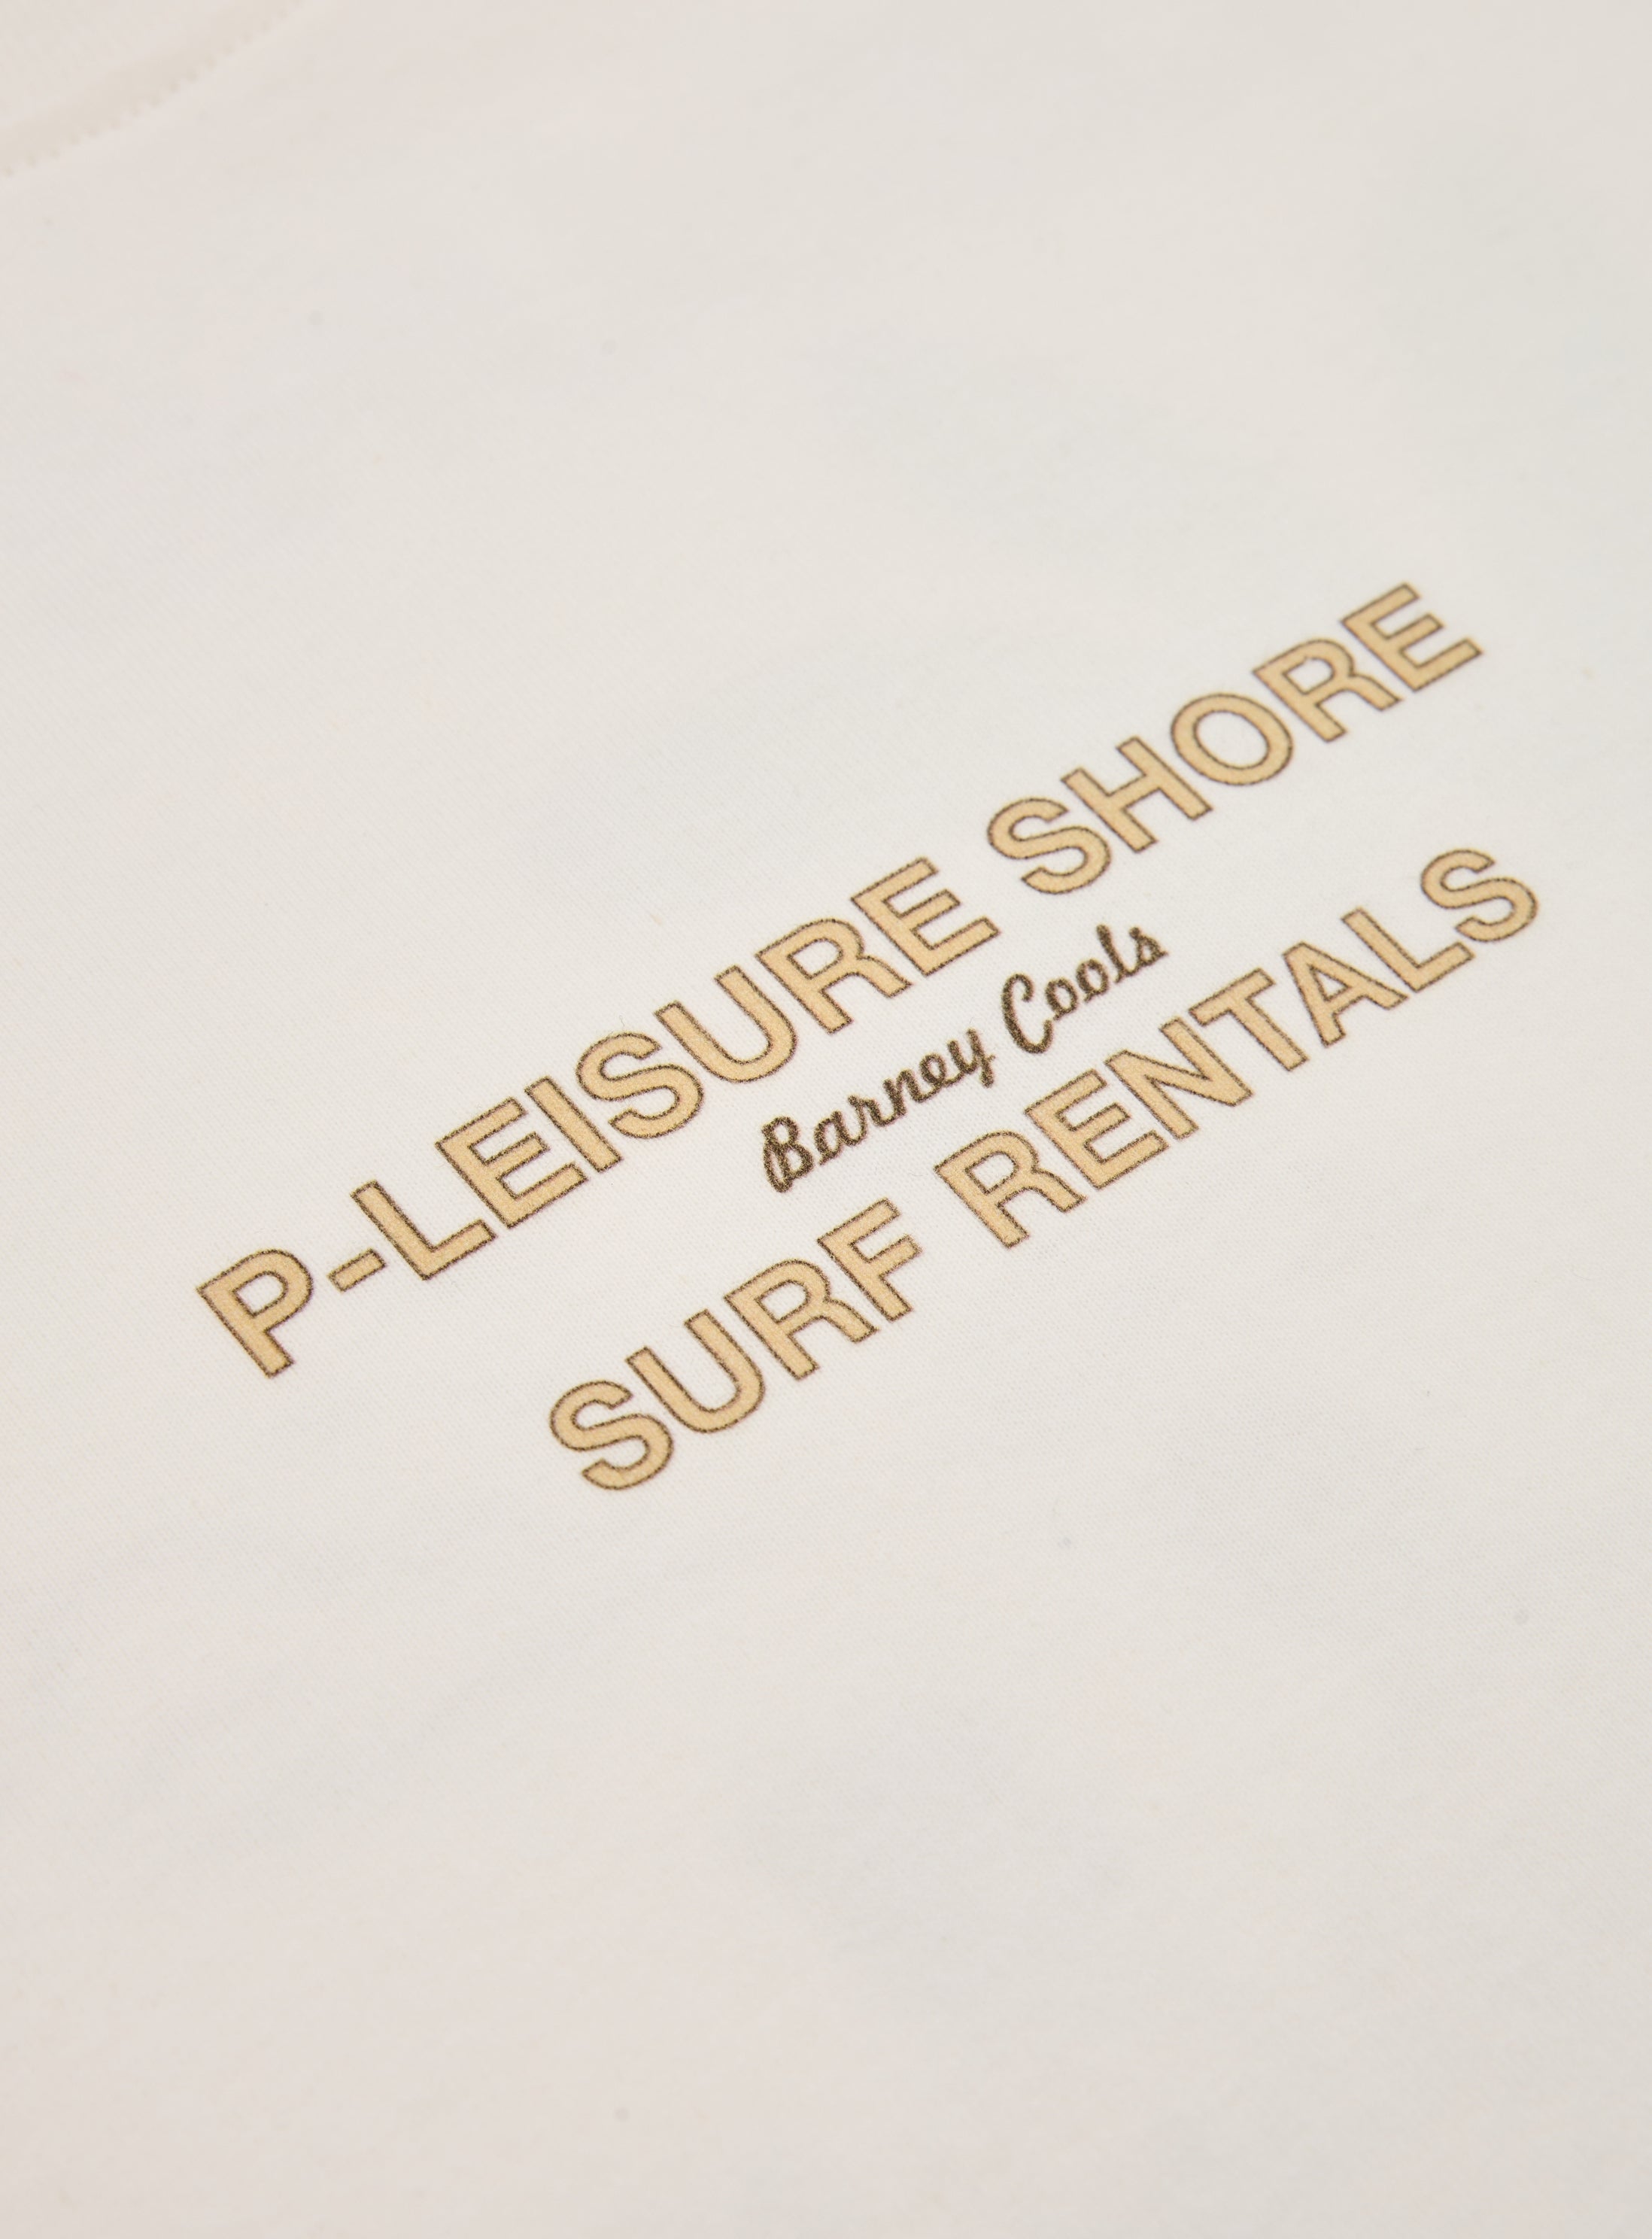 P-LEISURE SHORE
Barney Cools
SURF RENTALS